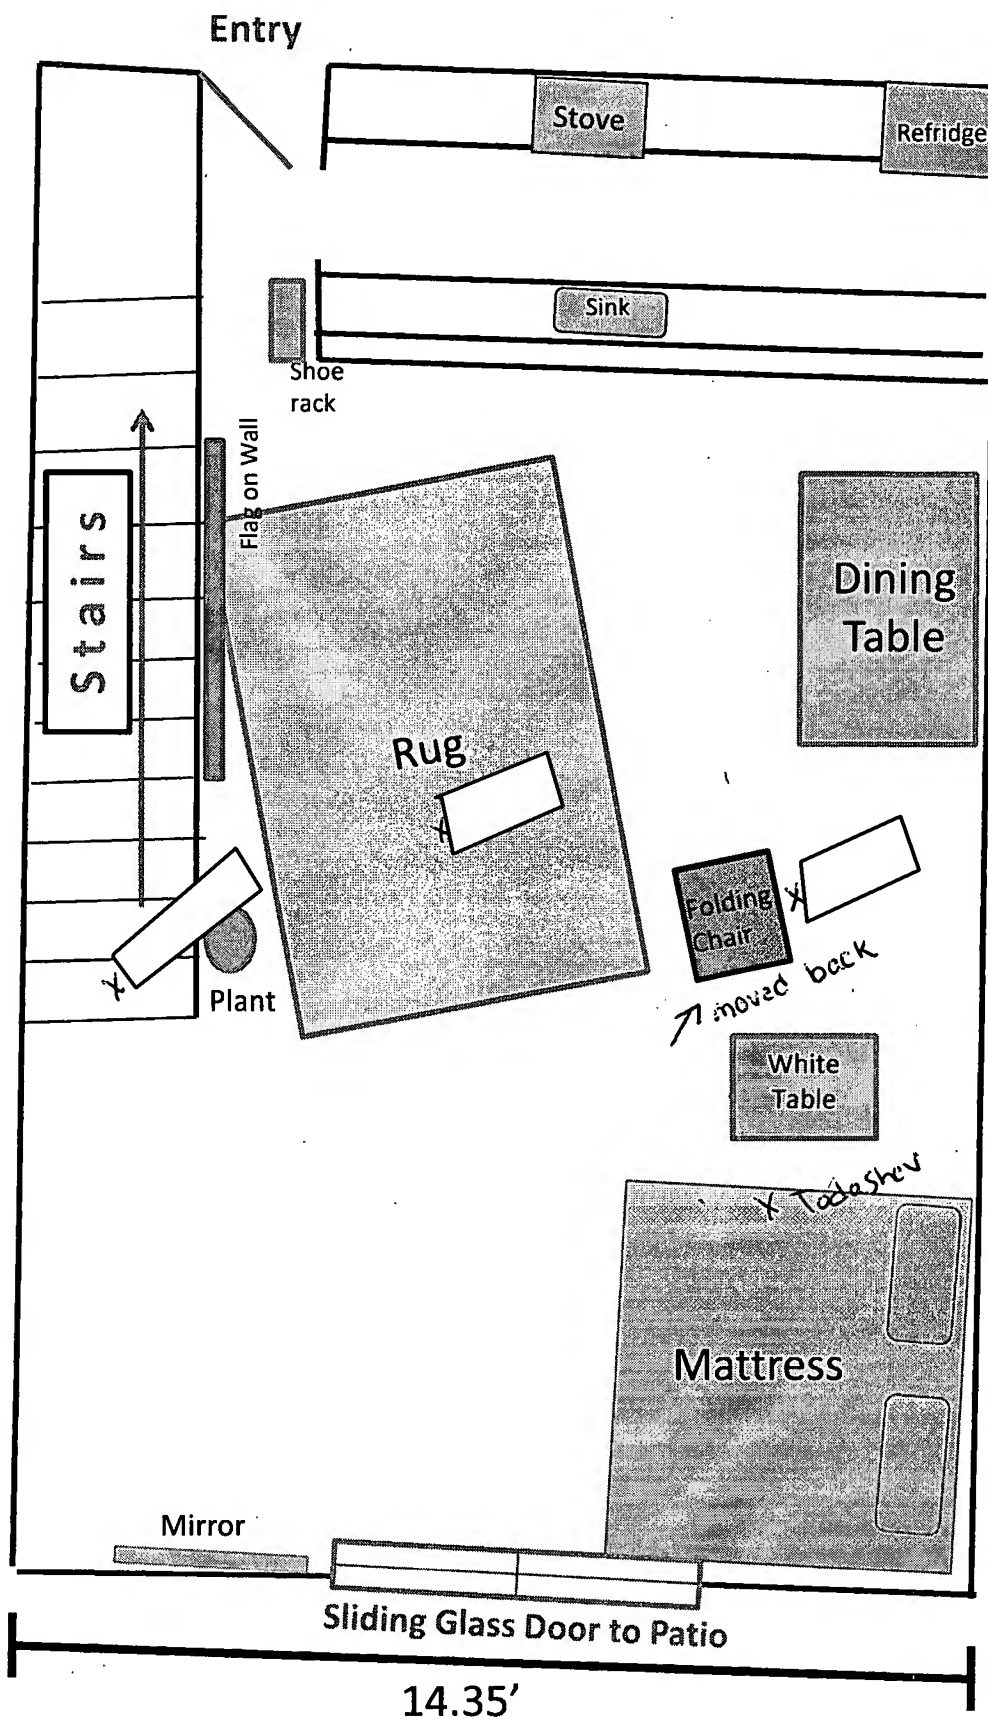 Entry
Stove
Refridge
Sink
Shoe
rack
Flag on Wall
Stairs
Dining
Table
Rug
X
X
Folding
Chair
X
moved back
Plant
White
Table
X Todashev
Mattress
Mirror
Sliding Glass Door to Patio
14.35'